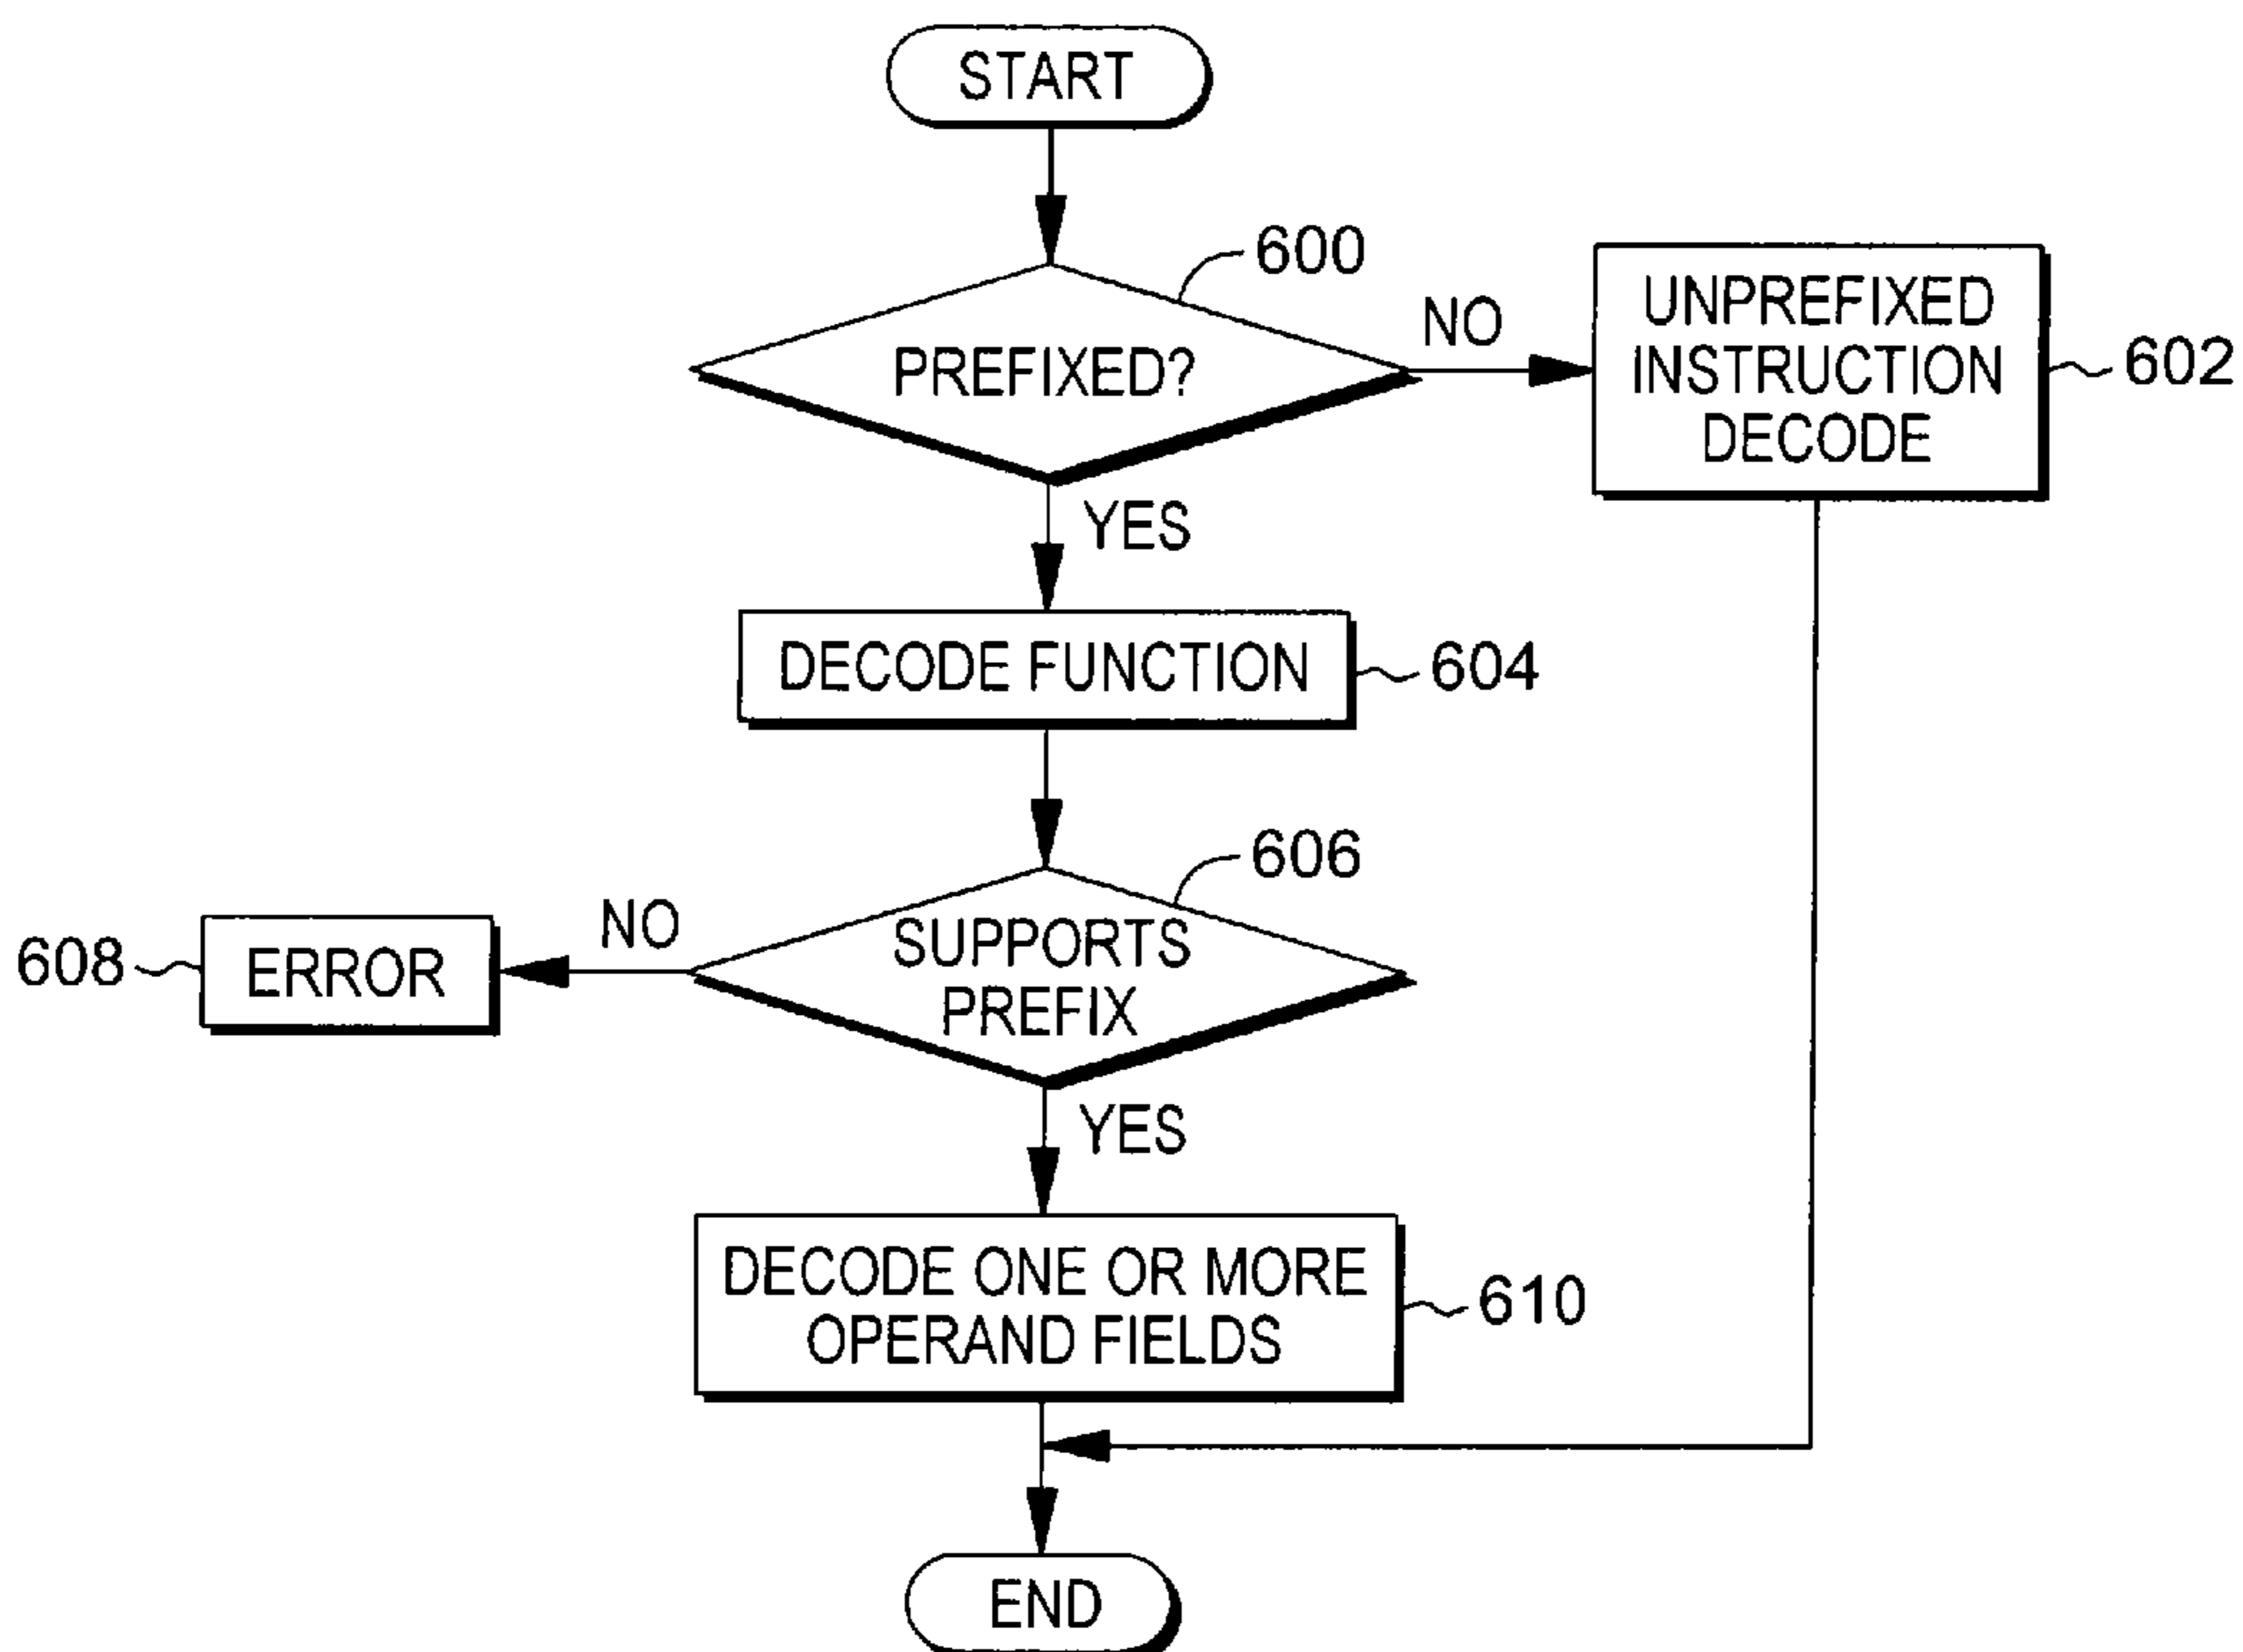 START
600
PREFIXED?
NO
UNPREFIXED
INSTRUCTION
DECODE
602
YES
DECODE FUNCTION
604
606
SUPPORTS
PREFIX
NO
ERROR
608
YES
DECODE ONE OR MORE
OPERAND FIELDS
610
END